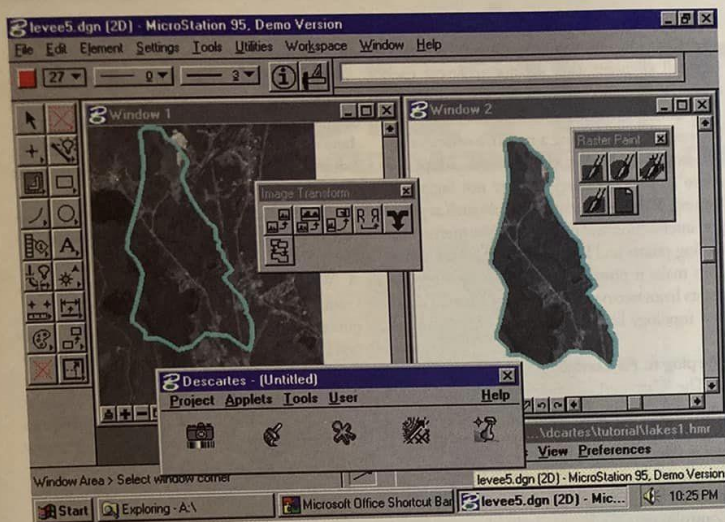 levee5.dgn (2D) - MicroStation 95, Demo Version
File Edit Element Settings Tools Utilities Workspace Window Help
27 0 3
Window 1
Window 2
Raster Paint
Image Transform
A
R R
Descartes - (Untitled)
Project Applets Tools User Help
...\dcartes\tutorial\lakes1.hmr
View Preferences
Window Area > Select window corner
levee5.dgn (2D) - MicroStation 95, Demo Version
Start Exploring - A:\ Microsoft Office Shortcut Bar levee5.dgn (2D) - Mic... 10:25 PM